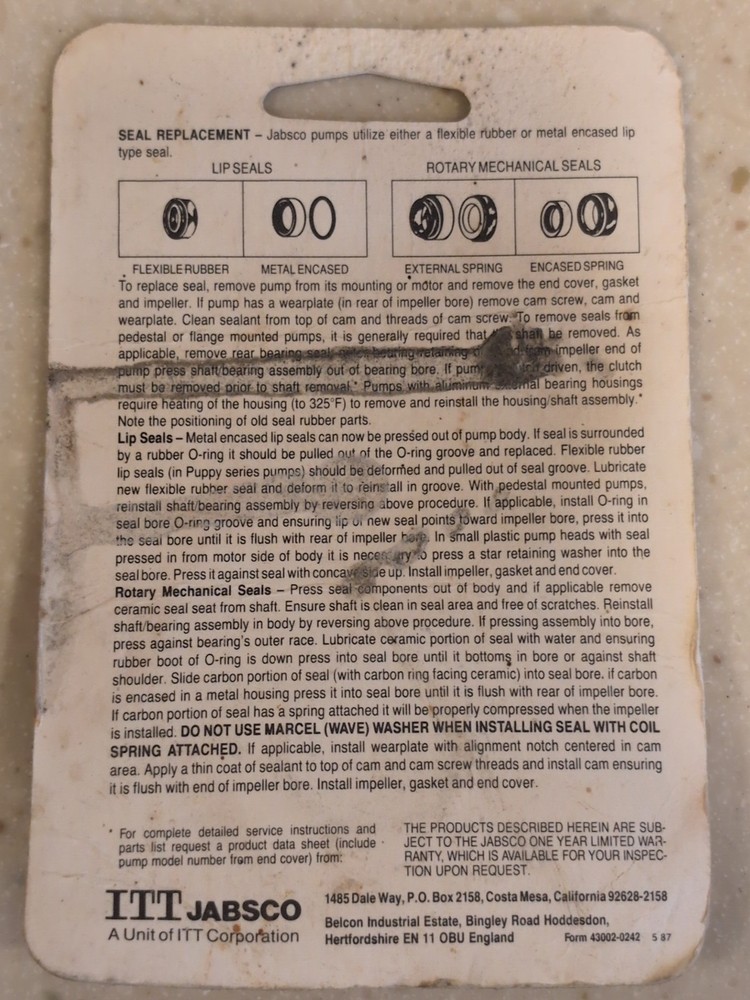 SEAL REPLACEMENT – Jabsco pumps utilize either a flexible rubber or metal encased lip
type seal.
LIP SEALS
ROTARY MECHANICAL SEALS
FLEXIBLE RUBBER
METAL ENCASED
EXTERNAL SPRING
ENCASED SPRING
To replace seal, remove pump from its mounting or motor and remove the end cover, gasket
and impeller. If pump has a wearplate (in rear of impeller bore) remove cam screw, cam and
wearplate. Clean sealant from top of cam and threads of cam screw. To remove seals from
pedestal or flange mounted pumps, it is generally required that shaft be removed. As
applicable, remove rear bearing seal, bearing retaining from impeller end of
pump press shaft/bearing assembly out of bearing bore. If pump driven, the clutch
must be removed prior to shaft removal.* Pumps with aluminum bearing housings
require heating of the housing (to 325°F) to remove and reinstall the housing/shaft assembly.*
Note the positioning of old seal rubber parts.
Lip Seals – Metal encased lip seals can now be pressed out of pump body. If seal is surrounded
by a rubber O-ring it should be pulled out of the O-ring groove and replaced. Flexible rubber
lip seals (in Puppy series pumps) should be deformed and pulled out of seal groove. Lubricate
new flexible rubber seal and deform it to reinstall in groove. With pedestal mounted pumps,
reinstall shaft/bearing assembly by reversing above procedure. If applicable, install O-ring in
seal bore O-ring groove and ensuring lip of new seal points toward impeller bore, press it into
the seal bore until it is flush with rear of impeller bore. In small plastic pump heads with seal
pressed in from motor side of body it is necessary to press a star retaining washer into the
seal bore. Press it against seal with concave side up. Install impeller, gasket and end cover.
Rotary Mechanical Seals – Press seal components out of body and if applicable remove
ceramic seal seat from shaft. Ensure shaft is clean in seal area and free of scratches. Reinstall
shaft/bearing assembly in body by reversing above procedure. If pressing assembly into bore,
press against bearing's outer race. Lubricate ceramic portion of seal with water and ensuring
rubber boot of O-ring is down press into seal bore until it bottoms in bore or against shaft
shoulder. Slide carbon portion of seal (with carbon ring facing ceramic) into seal bore. if carbon
is encased in a metal housing press it into seal bore until it is flush with rear of impeller bore.
If carbon portion of seal has a spring attached it will be properly compressed when the impeller
is installed. DO NOT USE MARCEL (WAVE) WASHER WHEN INSTALLING SEAL WITH COIL
SPRING ATTACHED. If applicable, install wearplate with alignment notch centered in cam
area. Apply a thin coat of sealant to top of cam and cam screw threads and install cam ensuring
it is flush with end of impeller bore. Install impeller, gasket and end cover.
* For complete detailed service instructions and
parts list request a product data sheet (include
pump model number from end cover) from:
THE PRODUCTS DESCRIBED HEREIN ARE SUB-
JECT TO THE JABSCO ONE YEAR LIMITED WAR-
RANTY, WHICH IS AVAILABLE FOR YOUR INSPEC-
TION UPON REQUEST.
ITT JABSCO
A Unit of ITT Corporation
1485 Dale Way, P.O. Box 2158, Costa Mesa, California 92628-2158
Belcon Industrial Estate, Bingley Road Hoddesdon,
Hertfordshire EN 11 OBU England
Form 43002-0242 5 87